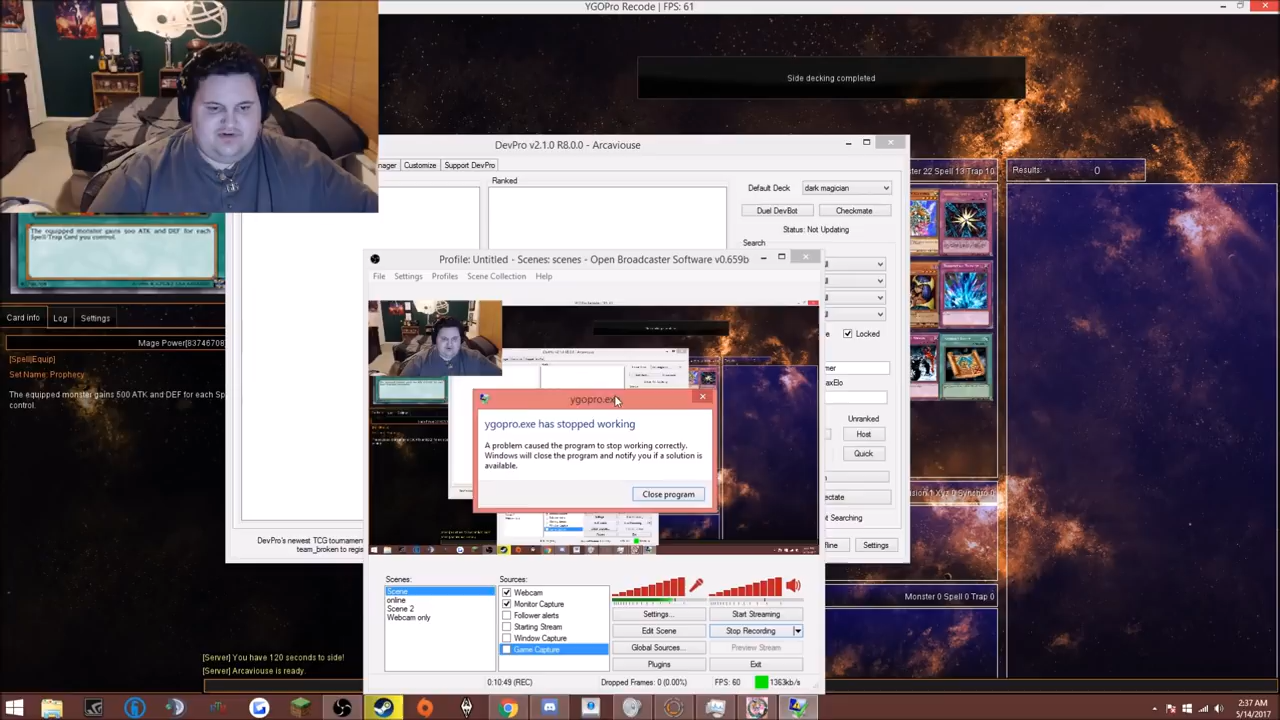 YGOPro Recode | FPS: 61
Side decking completed
DevPro v2.1.0 R8.0.0 - Arcaviouse
Customize
Support DevPro
Ranked
Default Deck
dark magician
Duel DevBot
Checkmate
Status: Not Updating
Search
Locked
Unranked
Host
Quick
Searching
Settings
Spell 13 Trap 10
Results:
0
Monster 0 Spell 0 Trap 0
The equipped monster gains 500 ATK and DEF for each
Spell/Trap Card you control.
Card info
Log
Settings
Mage Power[83746708]
[Spell|Equip]
Set Name: Prophecy
The equipped monster gains 500 ATK and DEF for each
control.
DevPro's newest TCG tournament
Profile: Untitled - Scenes: scenes - Open Broadcaster Software v0.659b
File
Settings
Profiles
Scene Collection
Help
ygopro.exe has stopped working
A problem caused the program to stop working correctly.
Windows will close the program and notify you if a solution is
available.
Close program
Scenes:
Scene
online
Scene 2
Webcam only
Sources:
Webcam
Monitor Capture
Follower alerts
Starting Stream
Window Capture
Game Capture
Settings...
Start Streaming
Edit Scene
Stop Recording
Global Sources...
Preview Stream
Plugins
Exit
0:10:49 (REC)
Dropped Frames: 0 (0.00%)
FPS: 60
1363kb/s
[Server] You have 120 seconds to side!
[Server] Arcaviouse is ready.
2:37 AM
5/14/2017